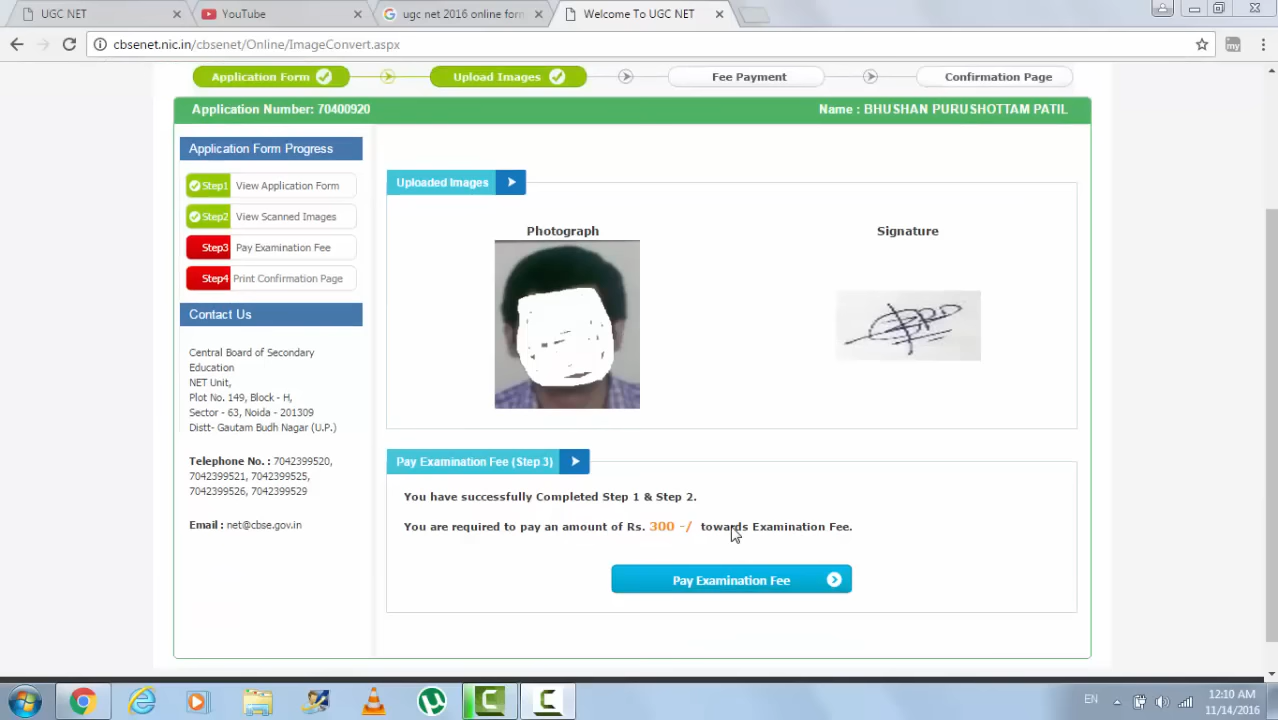 UGC NET
YouTube
ugc net 2016 online form
Welcome To UGC NET
cbsenet.nic.in/cbsenet/Online/ImageConvert.aspx
my
Application Form
Upload Images
Fee Payment
Confirmation Page
Application Number: 70400920
Name : BHUSHAN PURUSHOTTAM PATIL
Application Form Progress
Step1 View Application Form
Step2 View Scanned Images
Step3 Pay Examination Fee
Step4 Print Confirmation Page
Contact Us
Central Board of Secondary
Education
NET Unit,
Plot No. 149, Block - H,
Sector - 63, Noida - 201309
Distt- Gautam Budh Nagar (U.P.)
Telephone No. : 7042399520,
7042399521, 7042399525,
7042399526, 7042399529
Email : net@cbse.gov.in
Uploaded Images
Photograph
Signature
Pay Examination Fee (Step 3)
You have successfully Completed Step 1 & Step 2.
You are required to pay an amount of Rs. 300 -/ towards Examination Fee.
Pay Examination Fee
EN
12:10 AM
11/14/2016